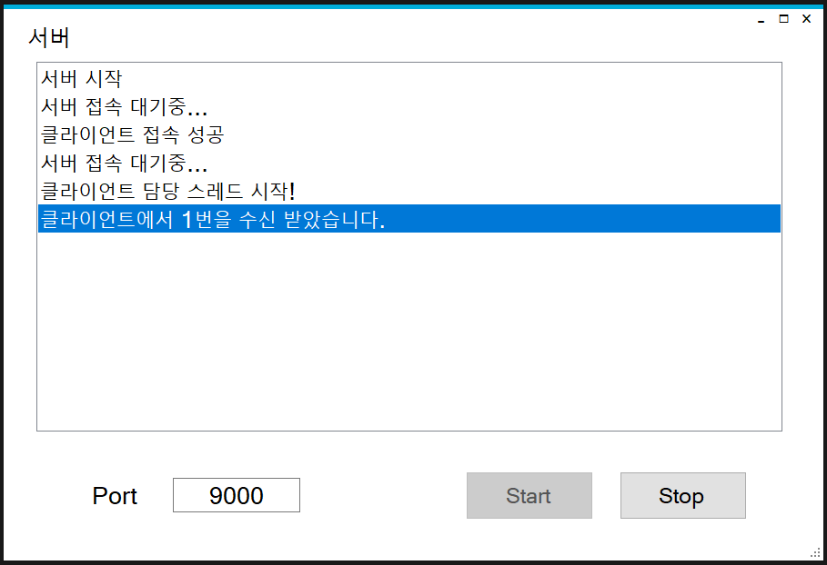 서버
서버 시작
서버 접속 대기중...
클라이언트 접속 성공
서버 접속 대기중...
클라이언트 담당 스레드 시작!
클라이언트에서 1번을 수신 받았습니다.
Port 9000 Start Stop